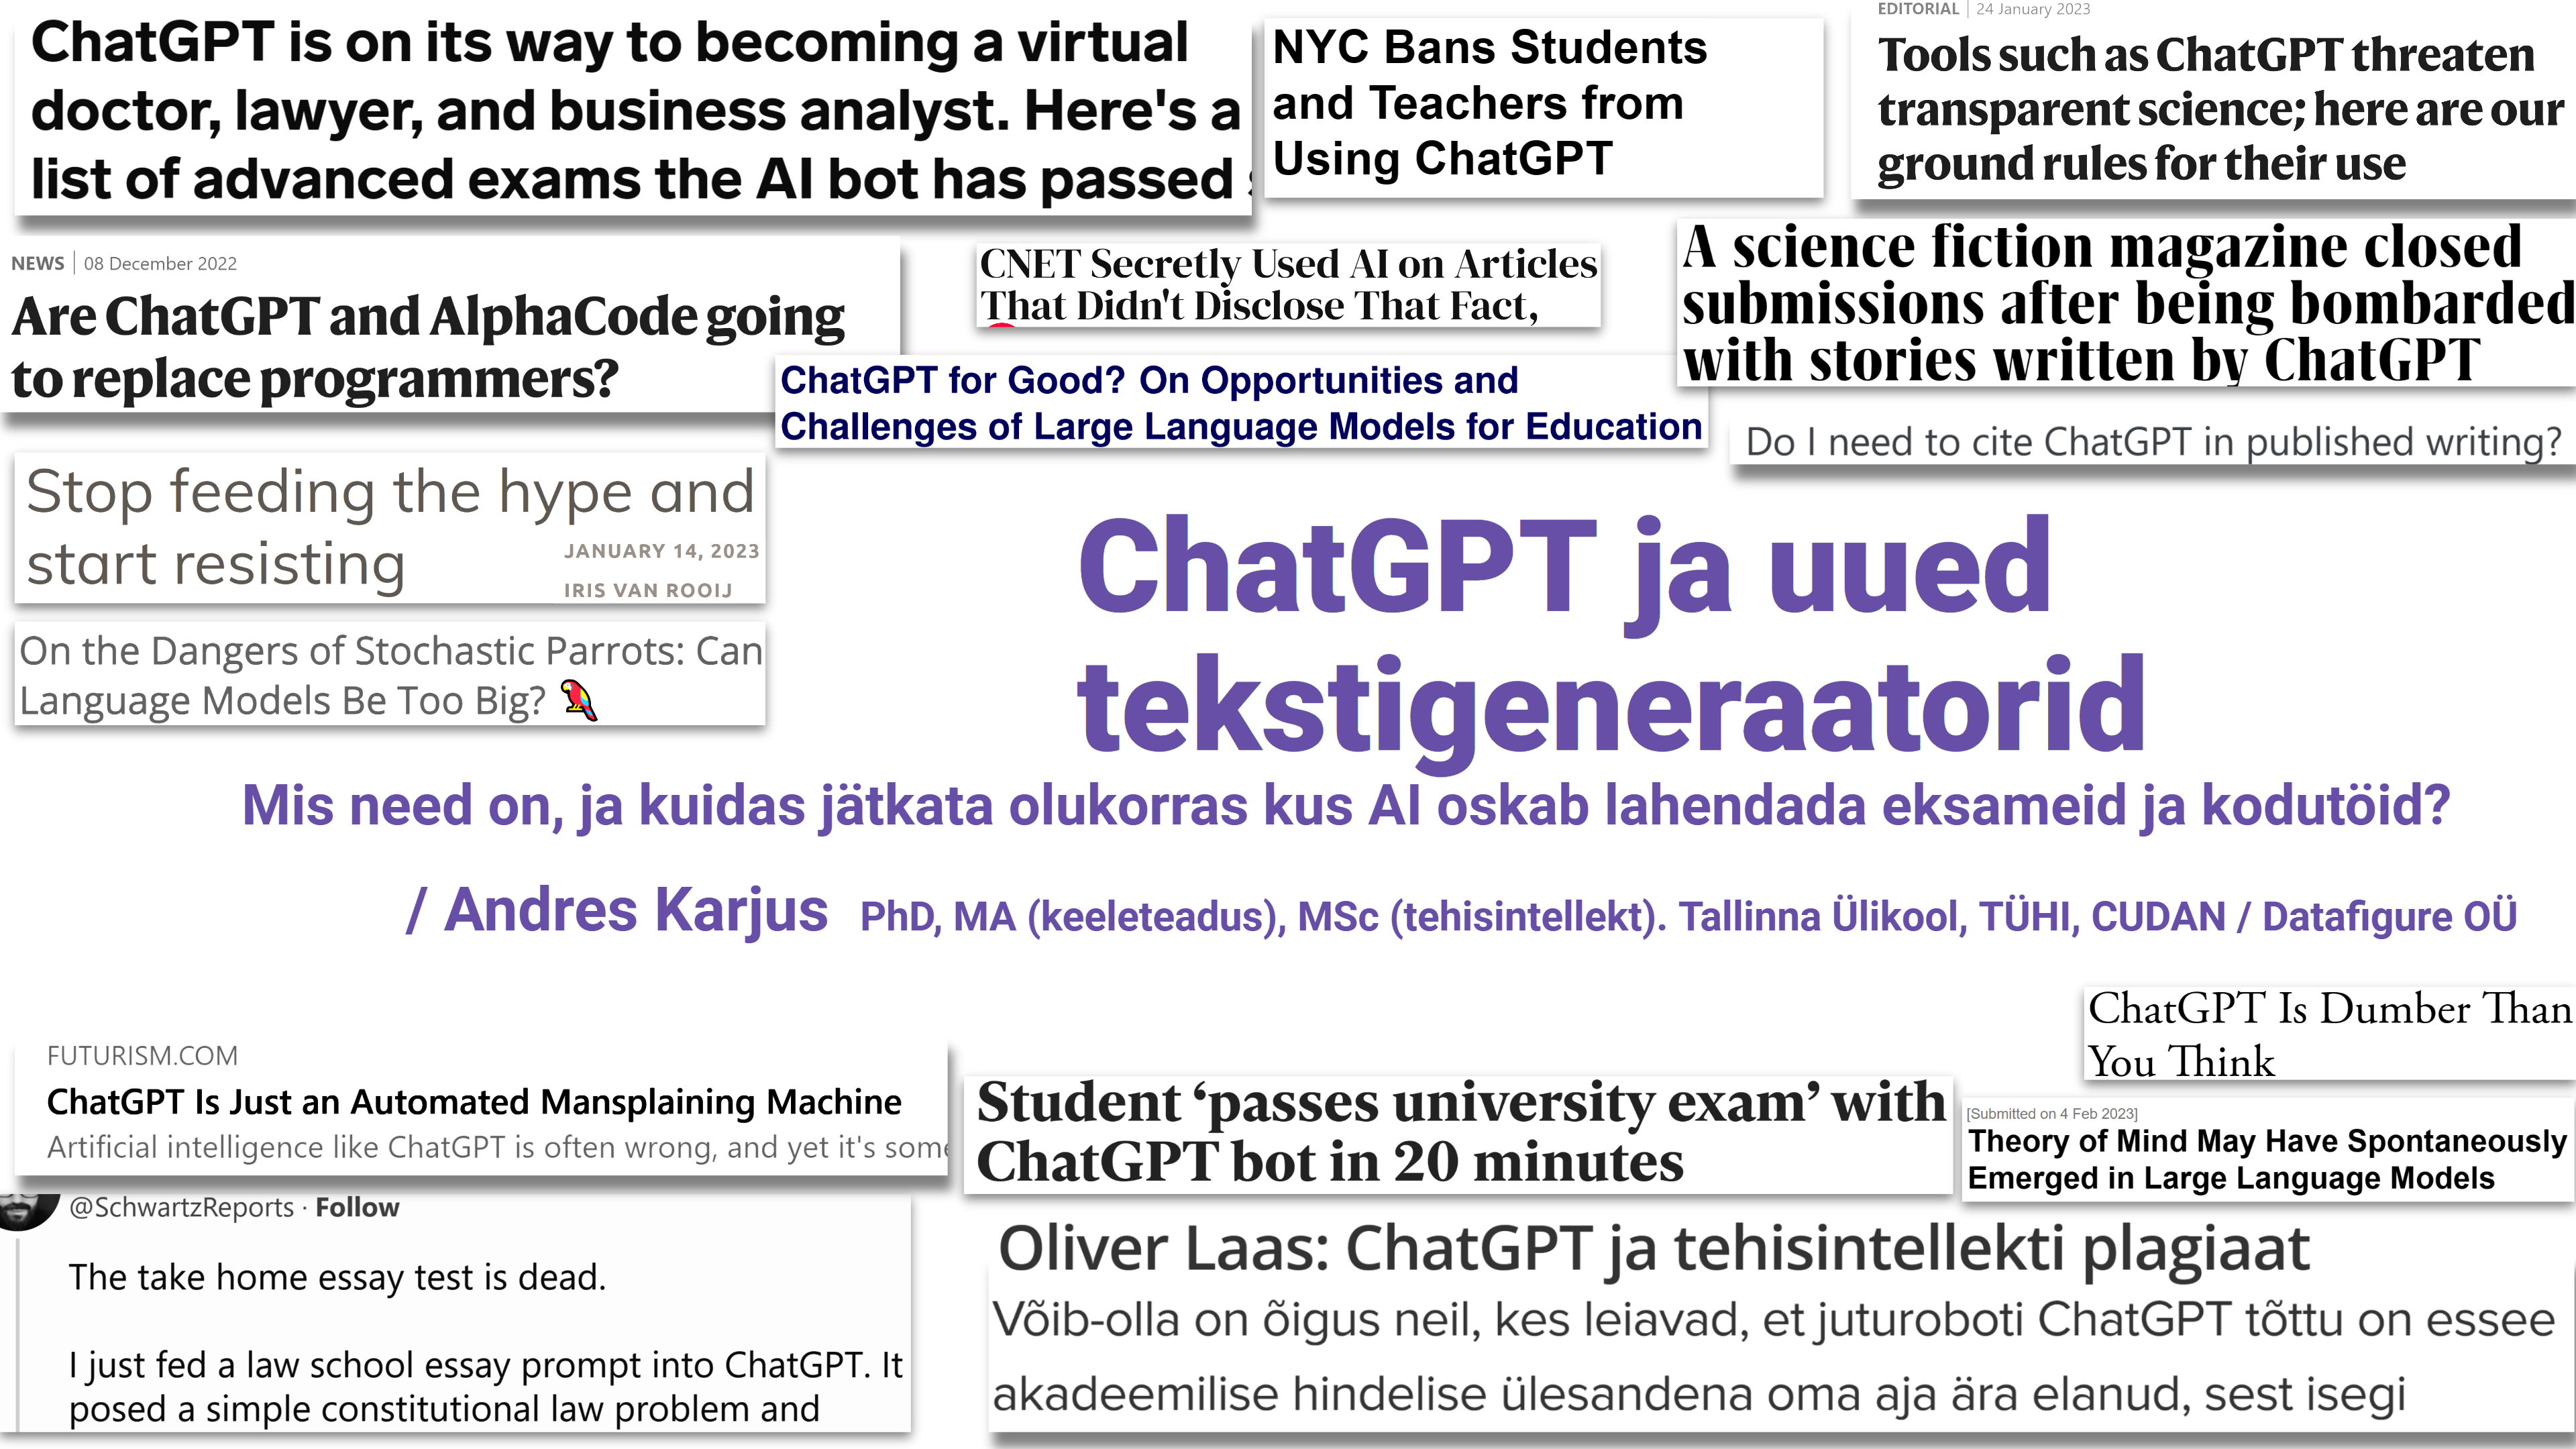 ChatGPT is on its way to becoming a virtual
doctor, lawyer, and business analyst. Here's a
list of advanced exams the AI bot has passed
NYC Bans Students
and Teachers from
Using ChatGPT
EDITORIAL | 24 January 2023
Tools such as ChatGPT threaten
transparent science; here are our
ground rules for their use
NEWS | 08 December 2022
Are ChatGPT and AlphaCode going
to replace programmers?
CNET Secretly Used AI on Articles
That Didn't Disclose That Fact,
A science fiction magazine closed
submissions after being bombarded
with stories written by ChatGPT
ChatGPT for Good? On Opportunities and
Challenges of Large Language Models for Education
Do I need to cite ChatGPT in published writing?
Stop feeding the hype and
start resisting
JANUARY 14, 2023
IRIS VAN ROOIJ
On the Dangers of Stochastic Parrots: Can
Language Models Be Too Big? 🦜
ChatGPT ja uued
tekstigeneraatorid
Mis need on, ja kuidas jätkata olukorras kus AI oskab lahendada eksameid ja kodutöid?
/ Andres Karjus PhD, MA (keeleteadus), MSc (tehisintellekt). Tallinna Ülikool, TÜHI, CUDAN / Datafigure OÜ
ChatGPT Is Dumber Than
You Think
FUTURISM.COM
ChatGPT Is Just an Automated Mansplaining Machine
Artificial intelligence like ChatGPT is often wrong, and yet it's some
Student ‘passes university exam’ with
ChatGPT bot in 20 minutes
[Submitted on 4 Feb 2023]
Theory of Mind May Have Spontaneously
Emerged in Large Language Models
@SchwartzReports · Follow
The take home essay test is dead.
I just fed a law school essay prompt into ChatGPT. It
posed a simple constitutional law problem and
Oliver Laas: ChatGPT ja tehisintellekti plagiaat
Võib-olla on õigus neil, kes leiavad, et juturoboti ChatGPT tõttu on essee
akadeemilise hindelise ülesandena oma aja ära elanud, sest isegi